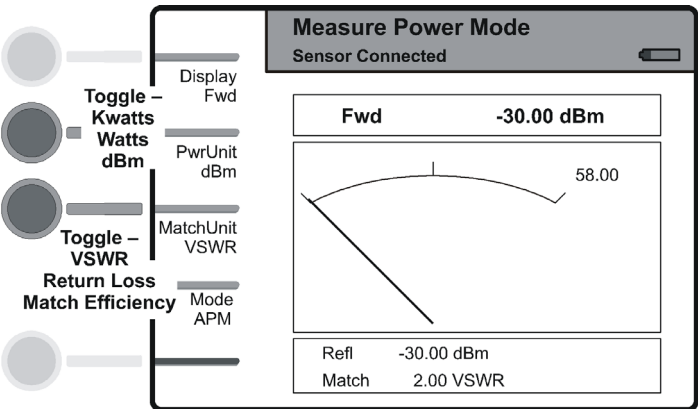 Measure Power Mode
Sensor Connected
Display
Fwd
Toggle –
Kwatts
Watts
dBm
PwrUnit
dBm
MatchUnit
VSWR
Toggle –
VSWR
Return Loss
Match Efficiency
Mode
APM
Fwd -30.00 dBm
58.00
Refl -30.00 dBm
Match 2.00 VSWR